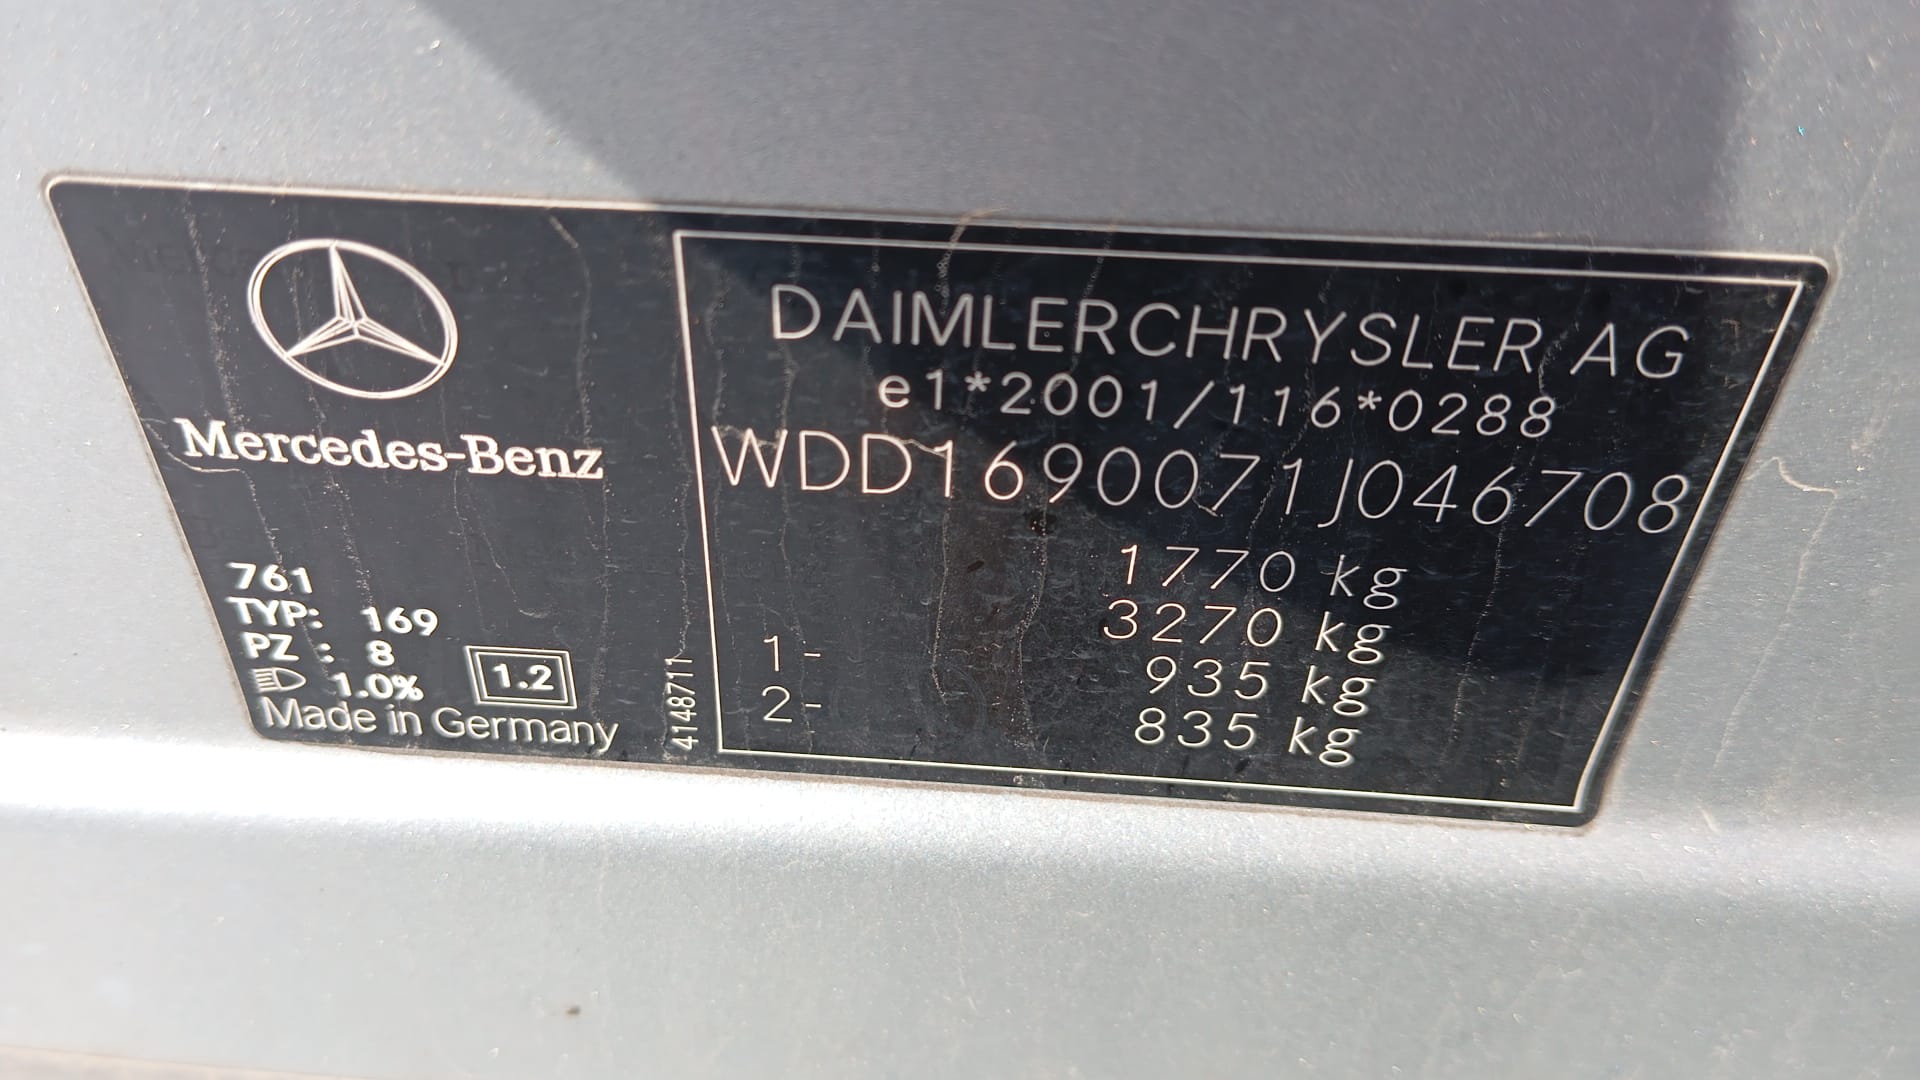 Mercedes-Benz
761
TYP: 169
PZ : 8
1.0%
1.2
Made in Germany
4148711
DAIMLERCHRYSLER AG
e1*2001/116*0288
WDD1690071J046708
1770 kg
3270 kg
1- 935 kg
2- 835 kg